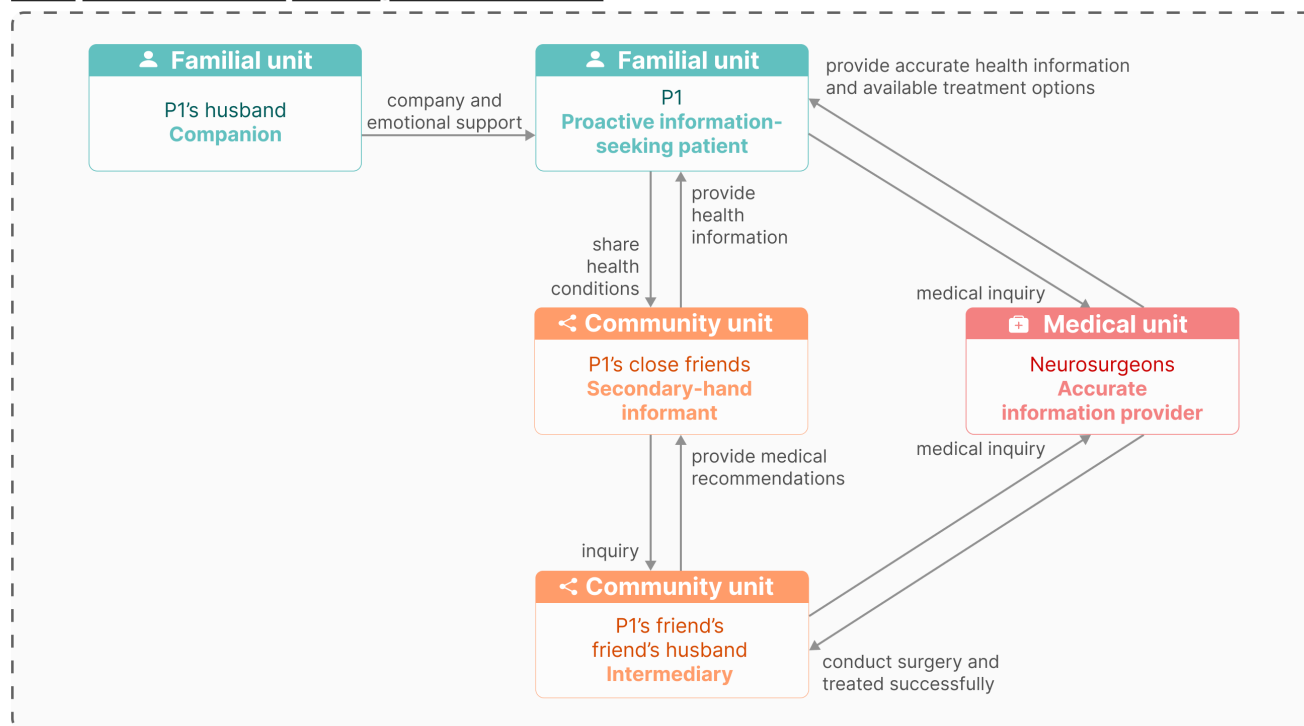 Familial unit
P1’s husband
Companion
company and
emotional support
Familial unit
P1
Proactive information-
seeking patient
provide accurate health information
and available treatment options
provide
health
information
share
health
conditions
medical inquiry
Community unit
P1’s close friends
Secondary-hand
informant
Medical unit
Neurosurgeons
Accurate
information provider
medical inquiry
provide medical
recommendations
inquiry
Community unit
P1’s friend’s
friend’s husband
Intermediary
conduct surgery and
treated successfully